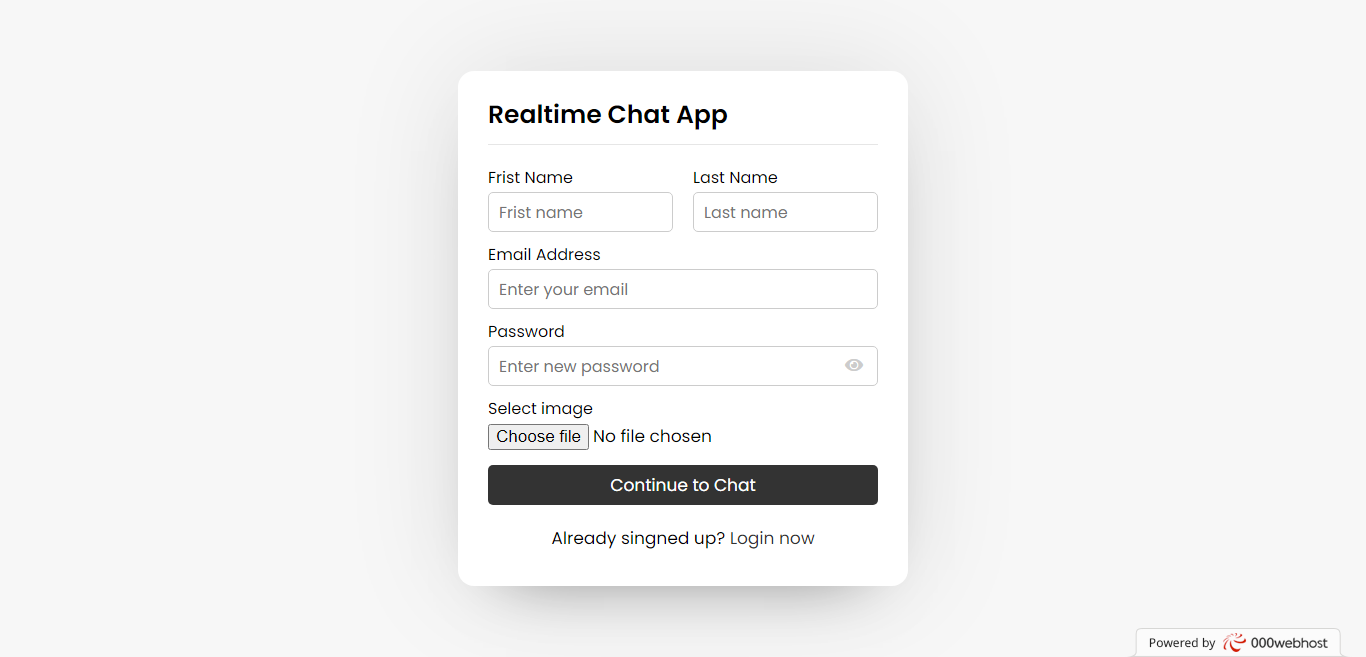 Realtime Chat App
Frist Name Last Name
Frist name Last name
Email Address
Enter your email
Password
Enter new password
Select image
Choose file No file chosen
Continue to Chat
Already singned up? Login now
Powered by 000webhost